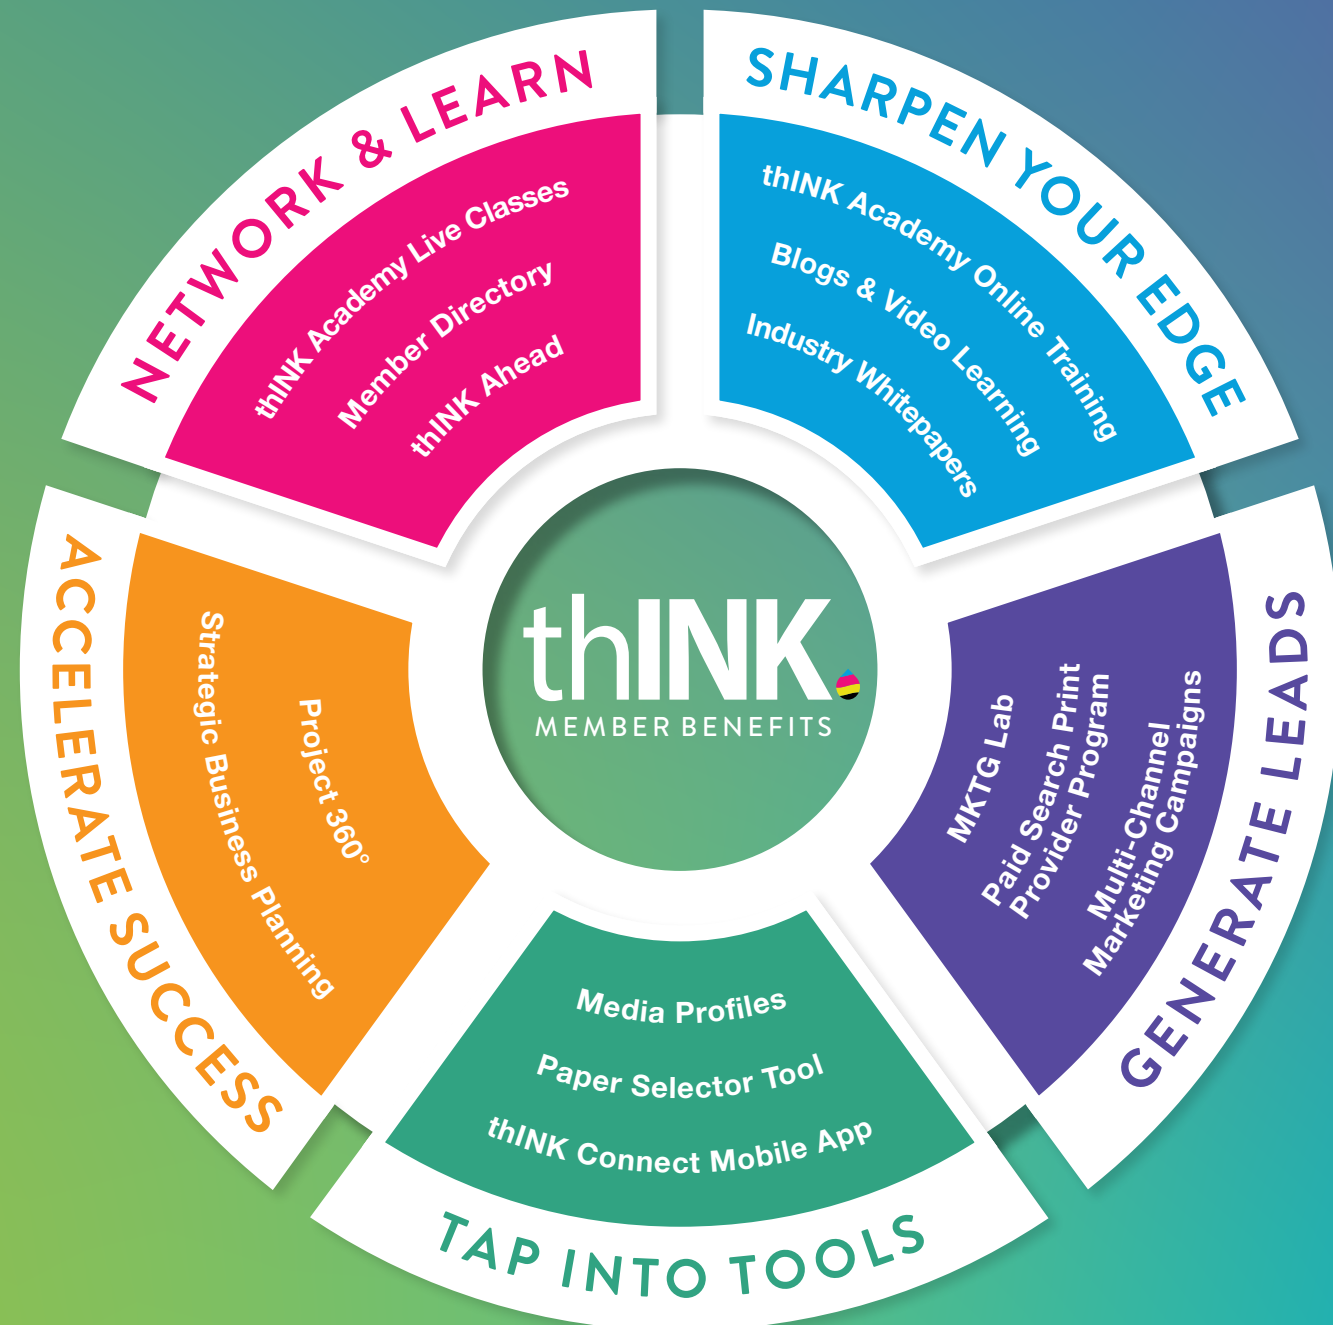 NETWORK & LEARN
thINK Academy Live Classes
Member Directory
thINK Ahead
SHARPEN YOUR EDGE
thINK Academy Online Training
Blogs & Video Learning
Industry Whitepapers
GENERATE LEADS
MKTG Lab
Paid Search Print
Provider Program
Multi-Channel
Marketing Campaigns
TAP INTO TOOLS
Media Profiles
Paper Selector Tool
thINK Connect Mobile App
ACCELERATE SUCCESS
Strategic Business Planning
Project 360°
thINK
MEMBER BENEFITS